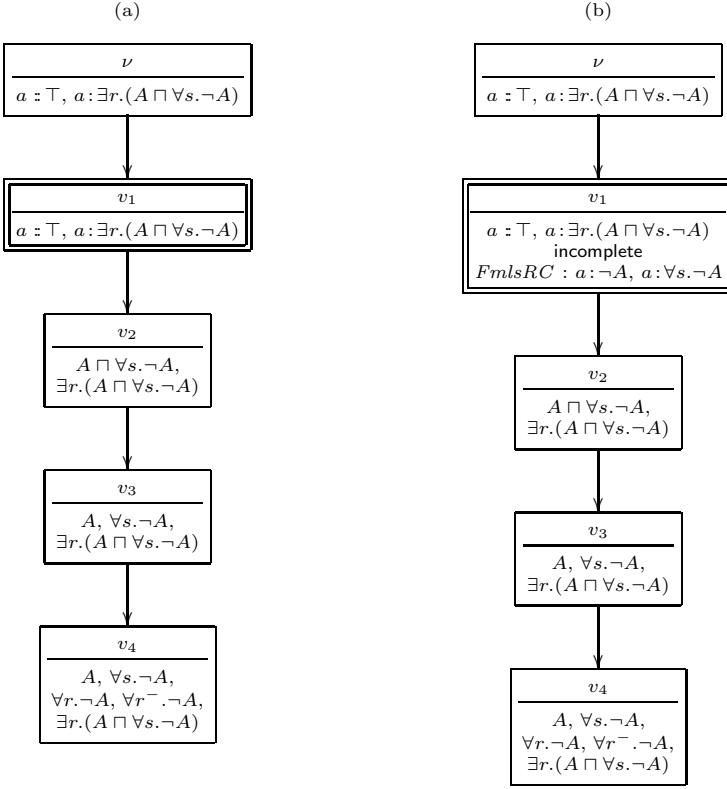 (a)
ν
a :: ⊤, a : ∃r.(A ⊓ ∀s.¬A)
v₁
a :: ⊤, a : ∃r.(A ⊓ ∀s.¬A)
v₂
A ⊓ ∀s.¬A,
∃r.(A ⊓ ∀s.¬A)
v₃
A, ∀s.¬A,
∃r.(A ⊓ ∀s.¬A)
v₄
A, ∀s.¬A,
∀r.¬A, ∀r⁻.¬A,
∃r.(A ⊓ ∀s.¬A)
(b)
ν
a :: ⊤, a : ∃r.(A ⊓ ∀s.¬A)
v₁
a :: ⊤, a : ∃r.(A ⊓ ∀s.¬A)
incomplete
FmlsRC : a : ¬A, a : ∀s.¬A
v₂
A ⊓ ∀s.¬A,
∃r.(A ⊓ ∀s.¬A)
v₃
A, ∀s.¬A,
∃r.(A ⊓ ∀s.¬A)
v₄
A, ∀s.¬A,
∀r.¬A, ∀r⁻.¬A,
∃r.(A ⊓ ∀s.¬A)